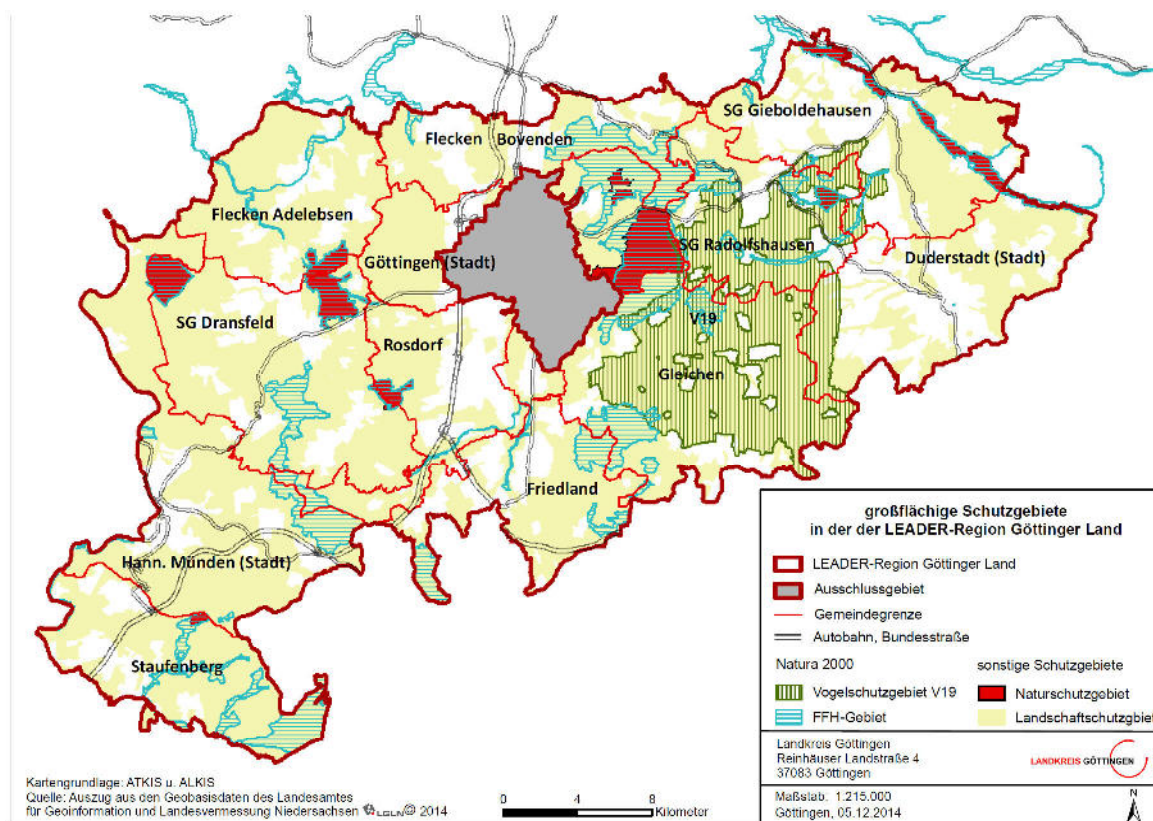 SG Gieboldehausen
Flecken Bovenden
Flecken Adelebsen
Göttingen (Stadt)
SG Radolfshausen
Duderstadt (Stadt)
SG Dransfeld
V19
Rosdorf
Gleichen
Friedland
Hann. Münden (Stadt)
Staufenberg
großflächige Schutzgebiete
in der der LEADER-Region Göttinger Land
LEADER-Region Göttinger Land
Ausschlussgebiet
Gemeindegrenze
Autobahn, Bundesstraße
Natura 2000 sonstige Schutzgebiete
Vogelschutzgebiet V19 Naturschutzgebiet
FFH-Gebiet Landschaftschutzgbiet
Landkreis Göttingen
Reinhäuser Landstraße 4
37083 Göttingen
LANDKREIS GÖTTINGEN
Maßstab: 1:215.000
Göttingen, 05.12.2014
N
Kartengrundlage: ATKIS u. ALKIS
Quelle: Auszug aus den Geobasisdaten des Landesamtes
für Geoinformation und Landesvermessung Niedersachsen LGLN © 2014
0 4 8
Kilometer